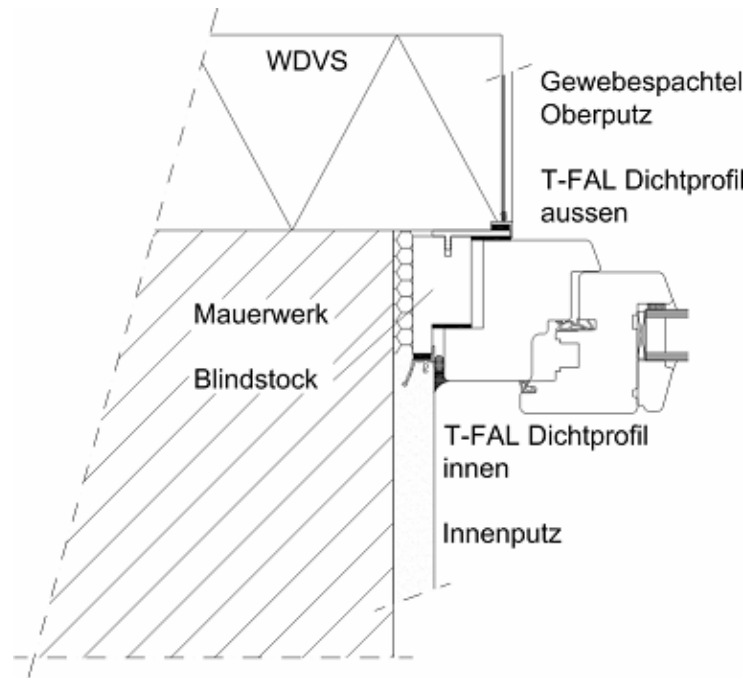 WDVS
Gewebespachtel
Oberputz
T-FAL Dichtprofil
aussen
Mauerwerk
Blindstock
T-FAL Dichtprofil
innen
Innenputz